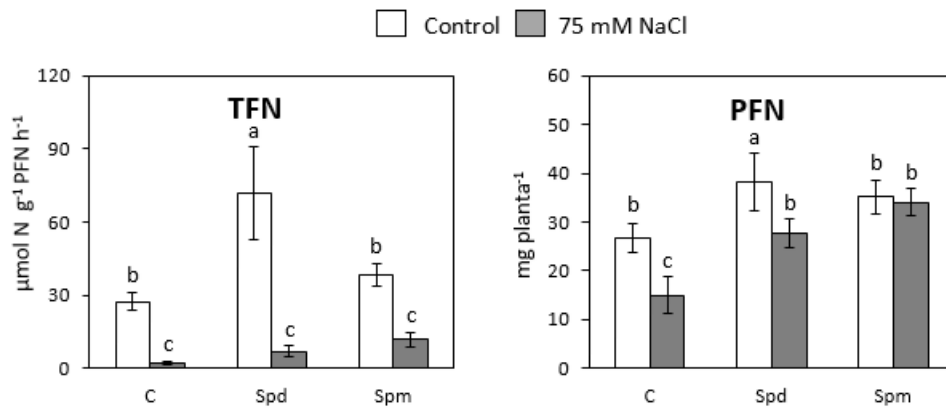 Control 75 mM NaCl
TFN
µmol N g⁻¹ PFN h⁻¹
120
90
60
30
0
b
c
a
c
b
c
C Spd Spm
PFN
mg planta⁻¹
60
50
40
30
20
10
0
b
c
a
b
b
b
C Spd Spm